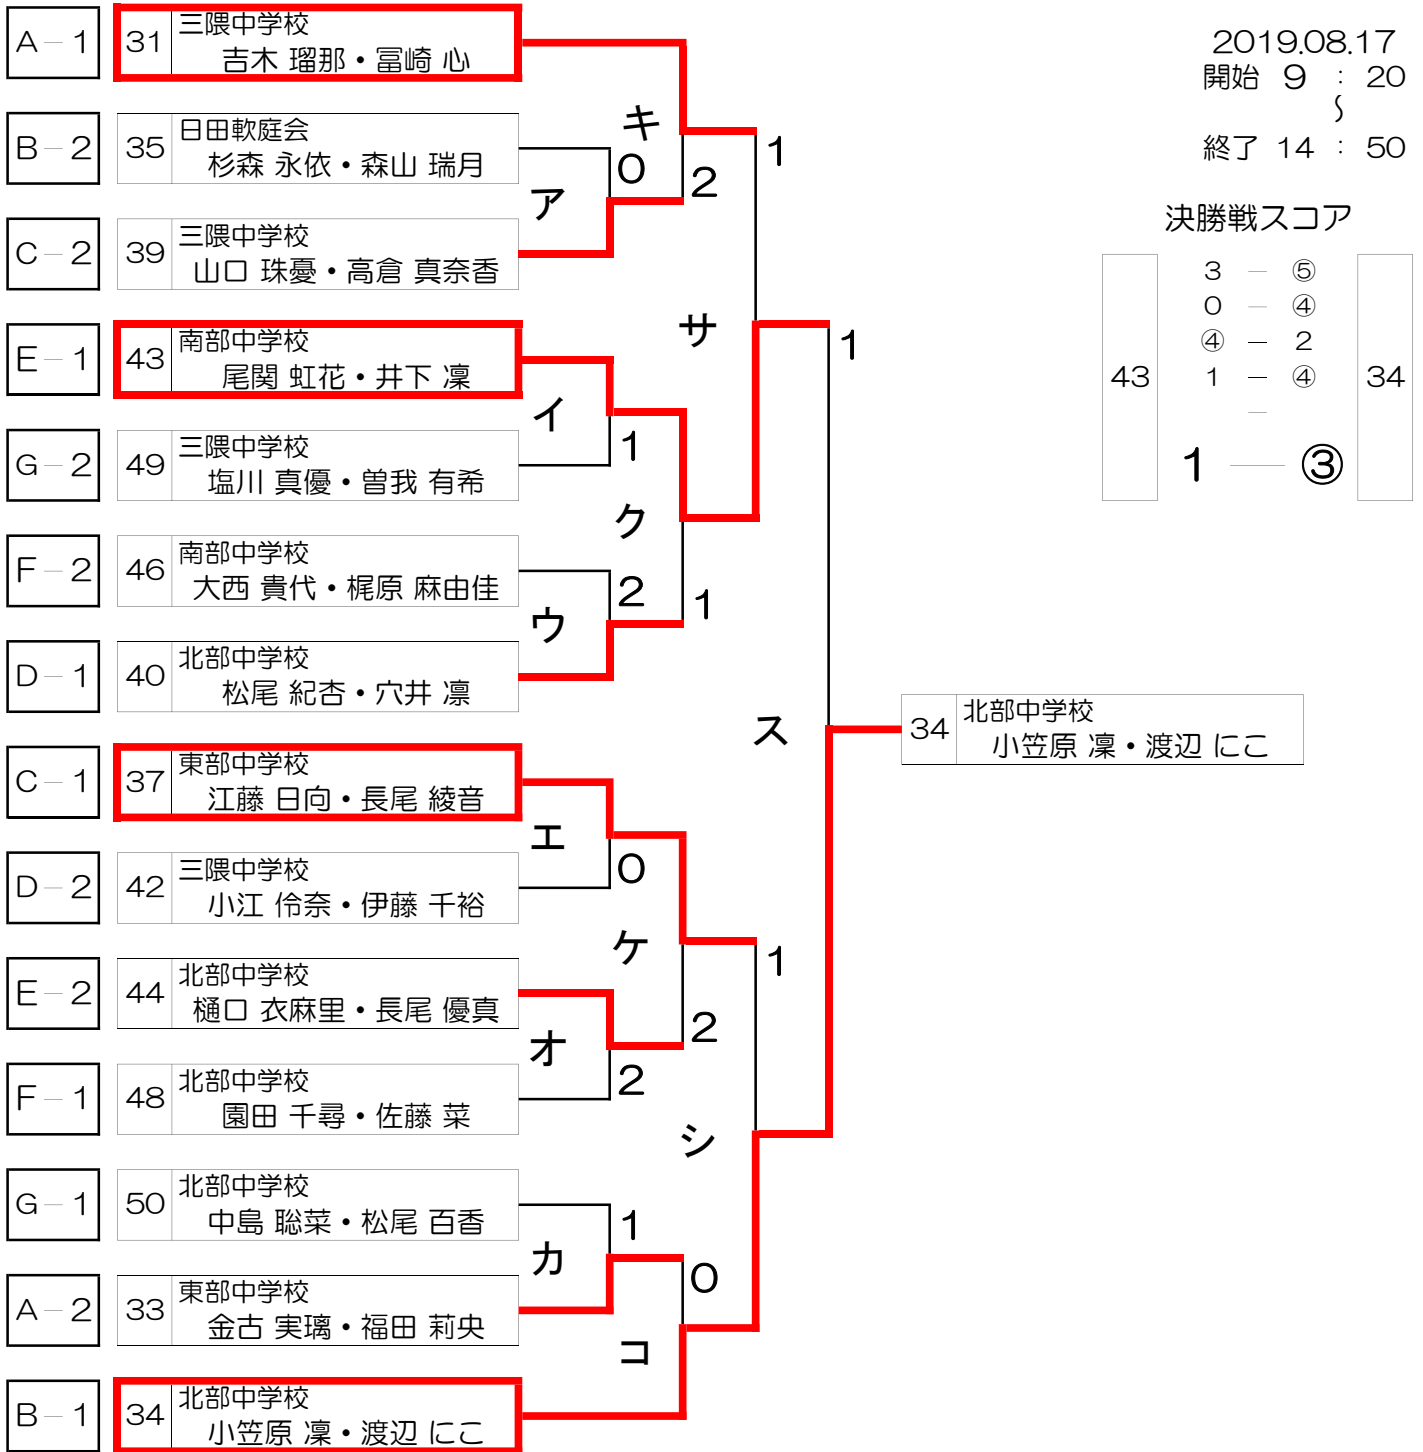 2019.08.17
開始 9 : 20
～
終了 14 : 50
決勝戦スコア
43
3 — ⑤
0 — ④
④ — 2
1 — ④
—
1 — ③
34
A－1 31 三隈中学校
吉木 瑠那・冨崎 心
B－2 35 日田軟庭会
杉森 永依・森山 瑞月
C－2 39 三隈中学校
山口 珠憂・高倉 真奈香
E－1 43 南部中学校
尾関 虹花・井下 凜
G－2 49 三隈中学校
塩川 真優・曽我 有希
F－2 46 南部中学校
大西 貴代・梶原 麻由佳
D－1 40 北部中学校
松尾 紀杏・穴井 凛
C－1 37 東部中学校
江藤 日向・長尾 綾音
D－2 42 三隈中学校
小江 伶奈・伊藤 千裕
E－2 44 北部中学校
樋口 衣麻里・長尾 優真
F－1 48 北部中学校
園田 千尋・佐藤 菜
G－1 50 北部中学校
中島 聡菜・松尾 百香
A－2 33 東部中学校
金古 実璃・福田 莉央
B－1 34 北部中学校
小笠原 凜・渡辺 にこ
ア 0
イ 1
ウ 2
エ 0
オ 2
カ 1
キ 2
ク 1
ケ 2
コ 0
サ 1
シ 1
ス 1
34 北部中学校
小笠原 凜・渡辺 にこ